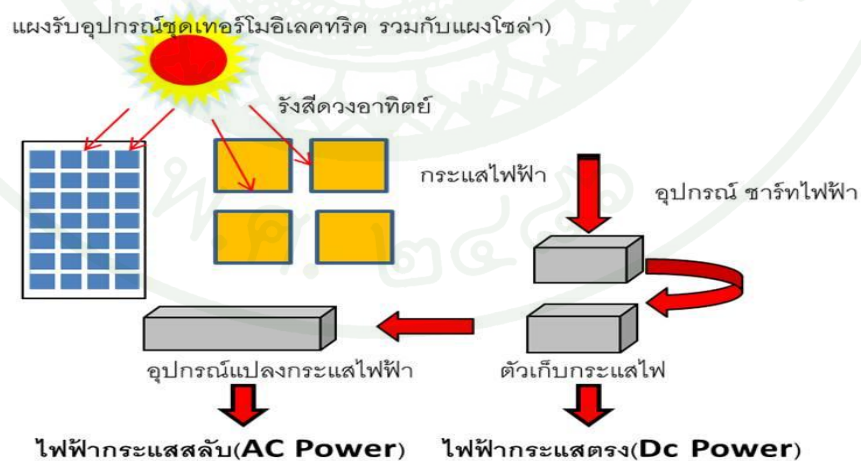 แผงรับอุปกรณ์ชุดเทอร์โมอิเลคทริค รวมกับแผงโซล่า)
รังสีดวงอาทิตย์
กระแสไฟฟ้า
อุปกรณ์ ชาร์ทไฟฟ้า
พ.ศ. ๒๔๘๖
อุปกรณ์แปลงกระแสไฟฟ้า
ตัวเก็บกระแสไฟ
ไฟฟ้ากระแสสลับ(AC Power)
ไฟฟ้ากระแสตรง(Dc Power)